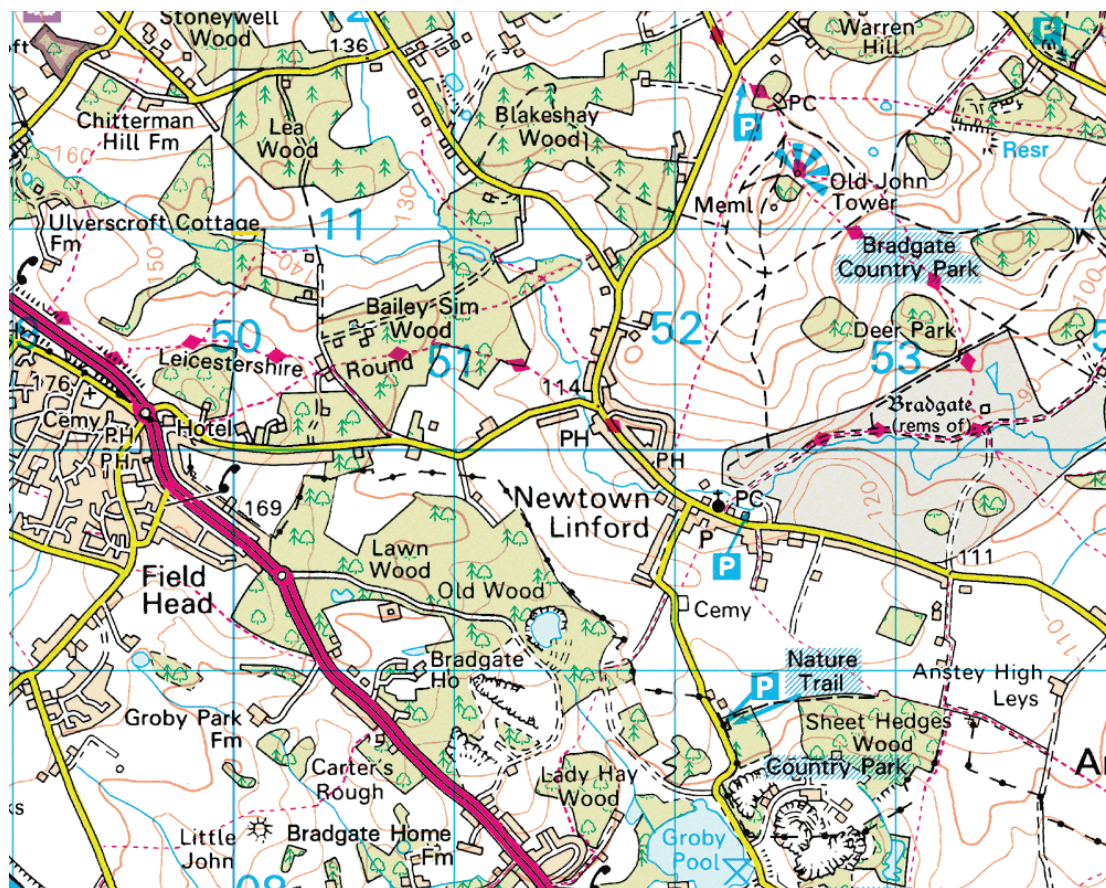 Stoneywell
Wood
12
136
Warren
Hill
P
oft
PC
Chitterman
Hill Fm
Lea
Wood
Blakeshay
Wood
P
Resr
160
Old John
Tower
130
Meml
Ulverscroft Cottage
Fm
11
150
140
Bradgate
Country Park
100
Bailey Sim
Wood
50
52
Deer Park
Leicestershire
Round
51
53
176
114
Bradgate
(rems of)
Cemy
PH
Hotel
PH
PH
PH
Newtown
Linford
PC
120
169
P
P
111
Lawn
Wood
Old Wood
Field
Head
Cemy
110
Bradgate
Ho
Nature
Trail
P
Anstey High
Leys
Groby Park
Fm
Sheet Hedges
Wood
Country Park
Carter's
Rough
Lady Hay
Wood
Little
John
Bradgate Home
Fm
Groby
Pool